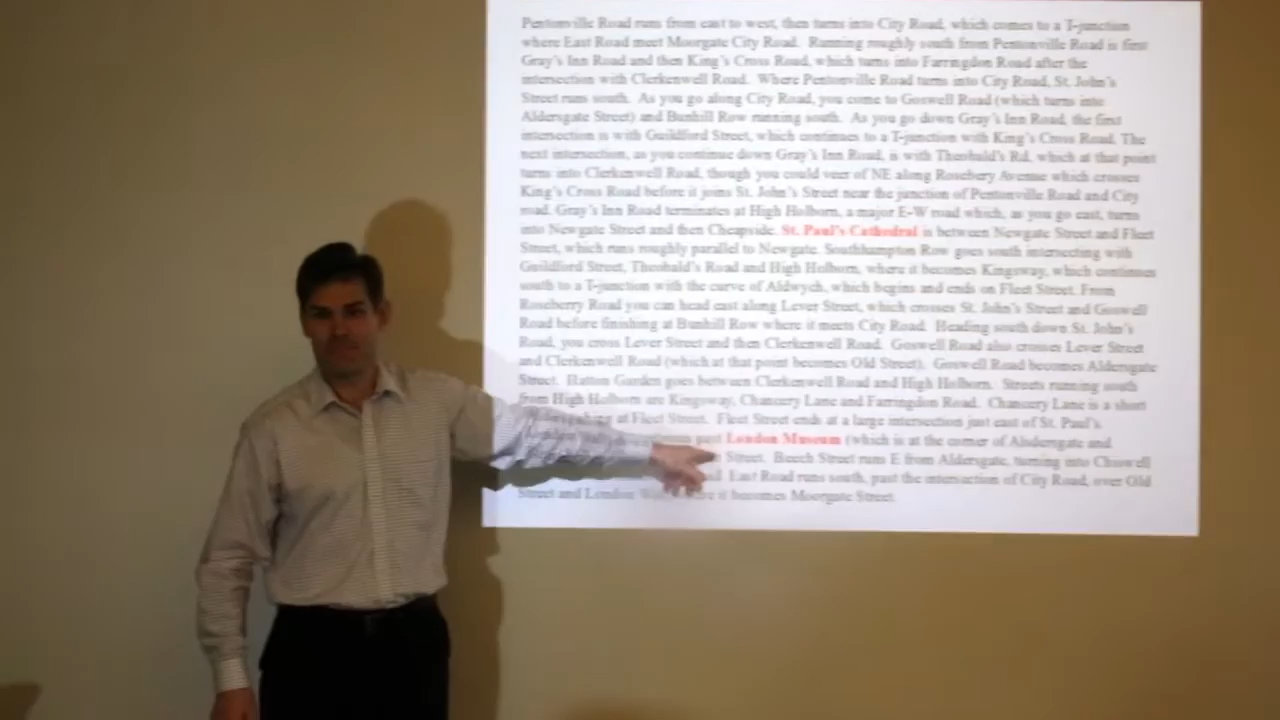 Pentonville Road runs from east to west, then turns into City Road, which comes to a T-junction
where East Road meet Moorgate City Road. Running roughly south from Pentonville Road is first
Gray's Inn Road and then King's Cross Road, which turns into Farringdon Road after the
intersection with Clerkenwell Road. Where Pentonville Road turns into City Road, St. John's
Street runs south. As you go along City Road, you come to Goswell Road (which turns into
Aldersgate Street) and Bunhill Row running south. As you go down Gray's Inn Road, the first
intersection is with Guildford Street, which continues to a T-junction with King's Cross Road. The
next intersection, as you continue down Gray's Inn Road, is with Theobald's Rd, which at that point
turns into Clerkenwell Road, though you could veer of NE along Rosebery Avenue which crosses
King's Cross Road before it joins St. John's Street near the junction of Pentonville Road and City
road. Gray's Inn Road terminates at High Holborn, a major E-W road which, as you go east, turns
into Newgate Street and then Cheapside. St. Paul's Cathedral is between Newgate Street and Fleet
Street, which runs roughly parallel to Newgate. Southhampton Row goes south intersecting with
Guildford Street, Theobald's Road and High Holborn, where it becomes Kingsway, which continues
south to a T-junction with the curve of Aldwych, which begins and ends on Fleet Street. From
Roseberry Road you can head east along Lever Street, which crosses St. John's Street and Goswell
Road before finishing at Bunhill Row where it meets City Road. Heading south down St. John's
Road, you cross Lever Street and then Clerkenwell Road. Goswell Road also crosses Lever Street
and Clerkenwell Road (which at that point becomes Old Street). Goswell Road becomes Aldersgate
Street. Hatton Garden goes between Clerkenwell Road and High Holborn. Streets running south
from High Holborn are Kingsway, Chancery Lane and Farringdon Road. Chancery Lane is a short
at Fleet Street. Fleet Street ends at a large intersection just east of St. Paul's
past London Museum (which is at the corner of Aldersgate and
Street. Beech Street runs E from Aldersgate, turning into Chiswell
East Road runs south, past the intersection of City Road, over Old
Street and London it becomes Moorgate Street.